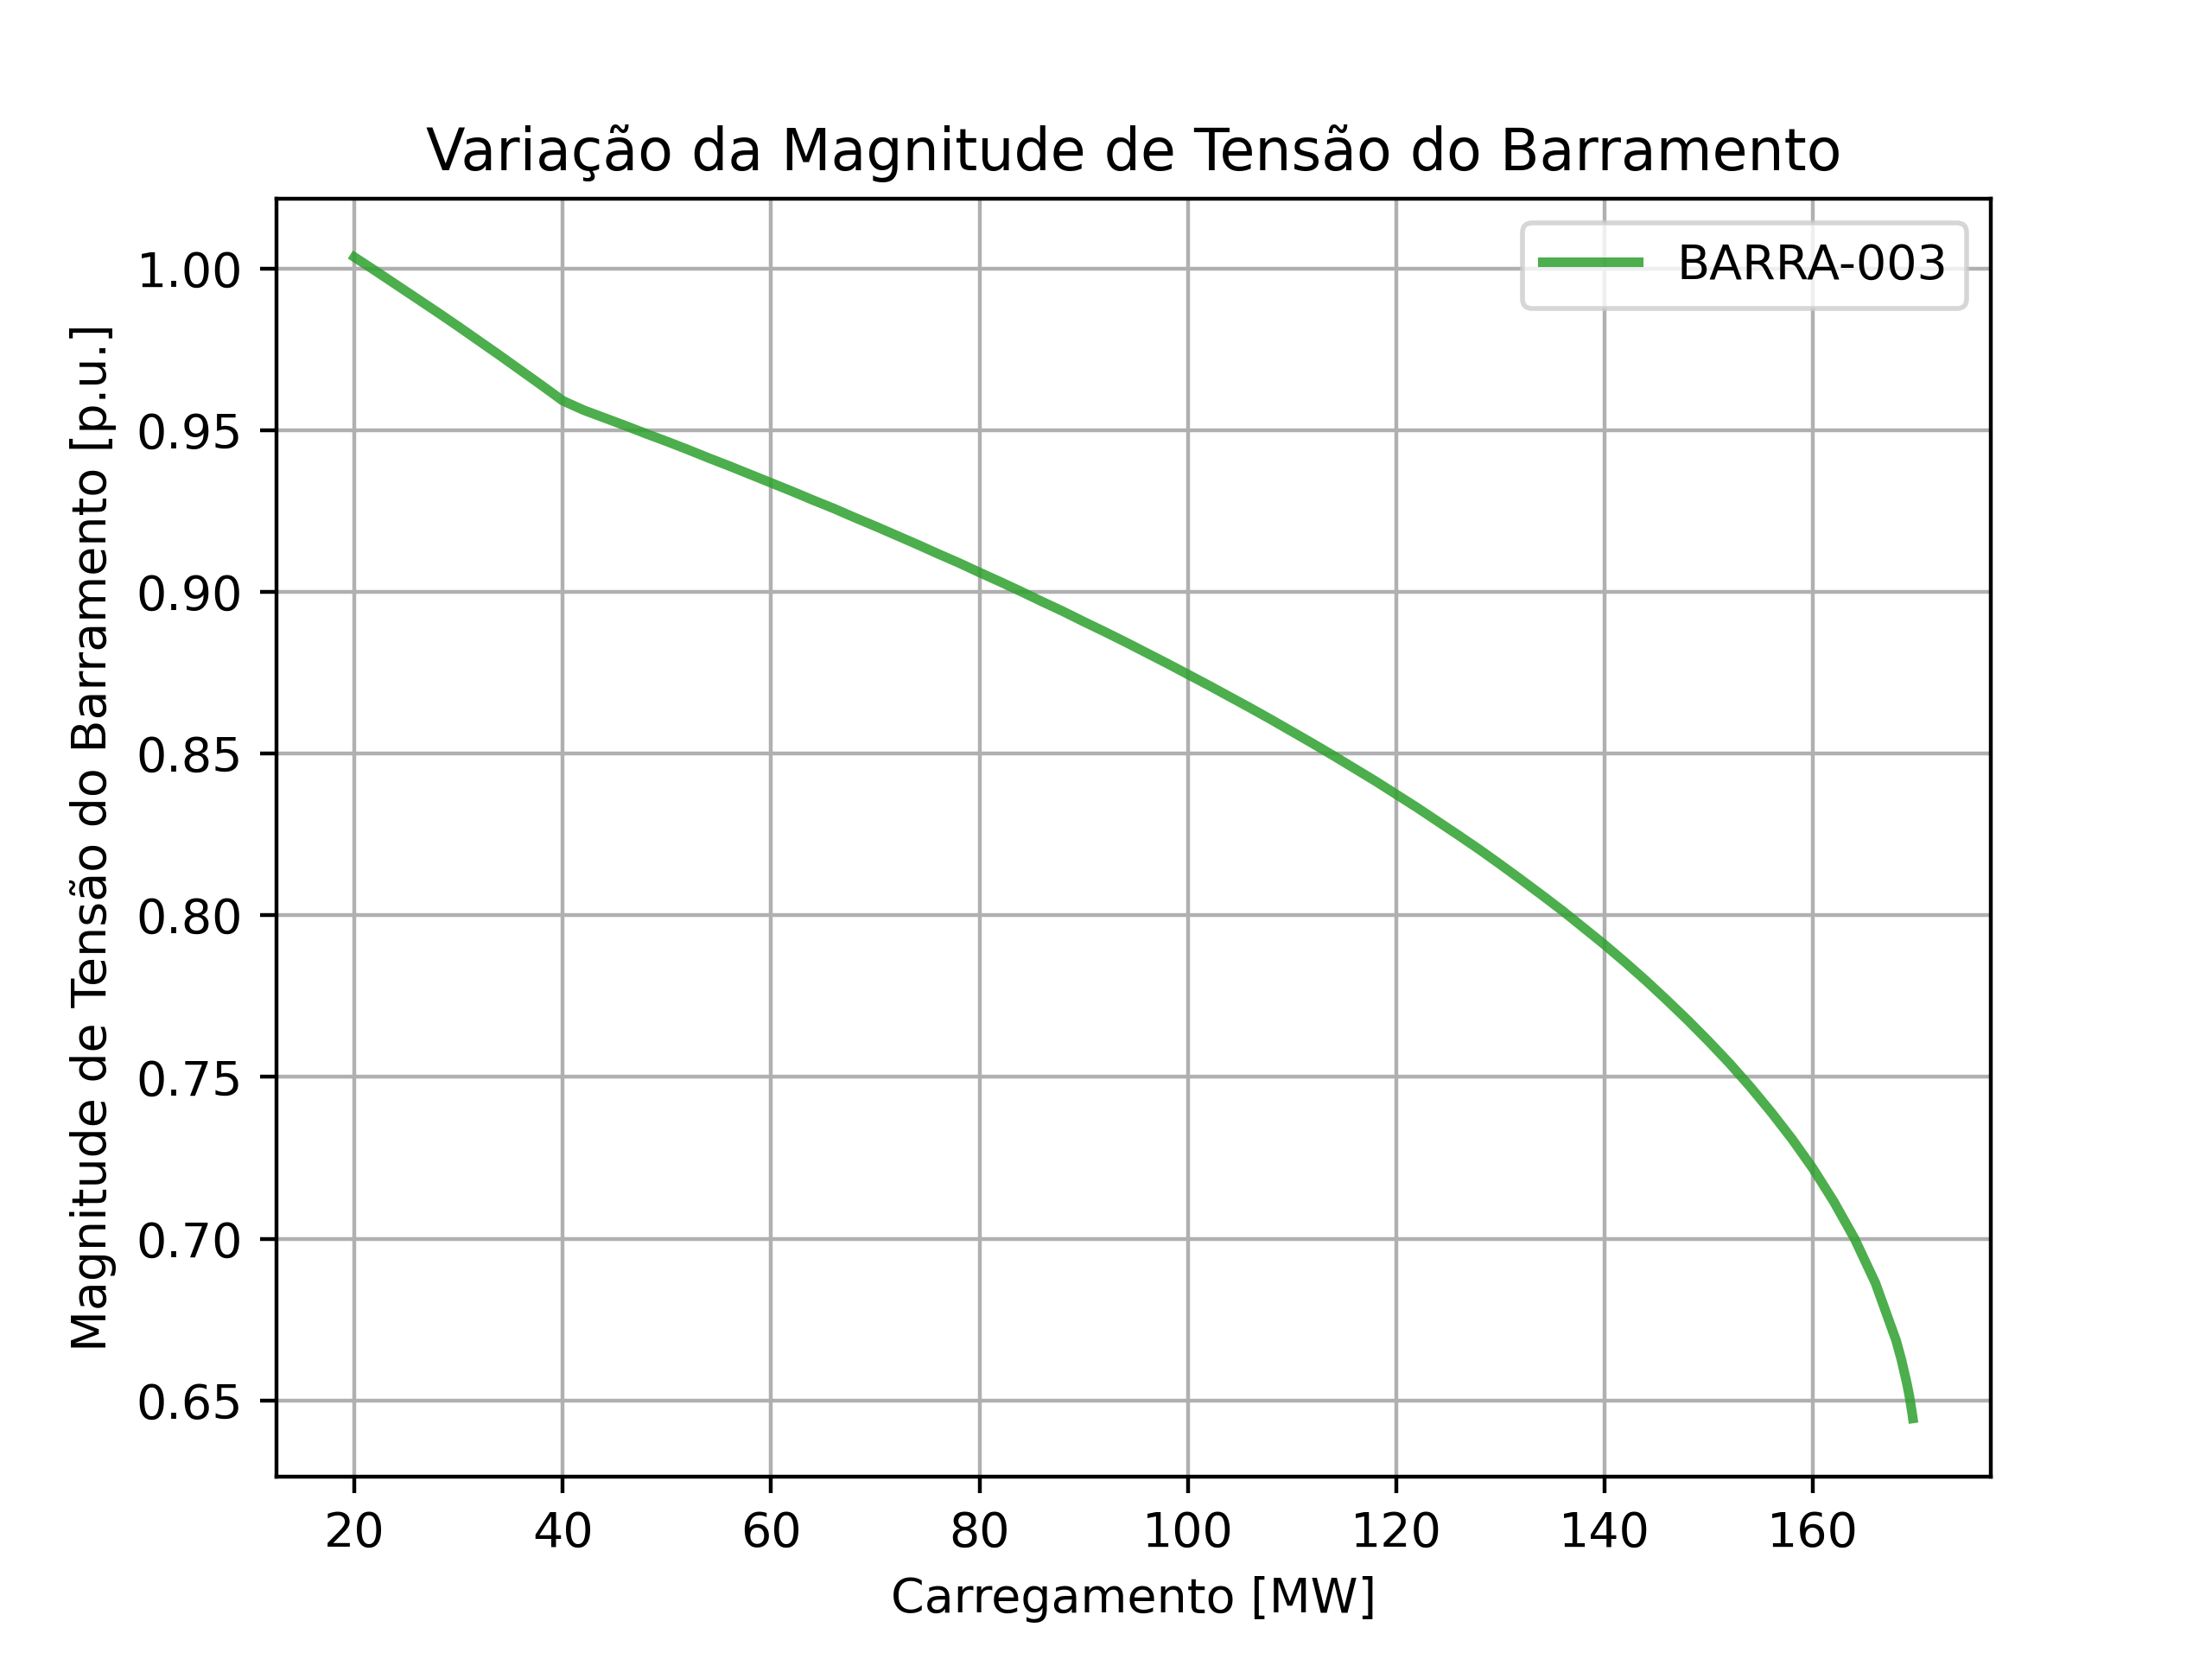 Variação da Magnitude de Tensão do Barramento
BARRA-003
Magnitude de Tensão do Barramento [p.u.]
1.00
0.95
0.90
0.85
0.80
0.75
0.70
0.65
20 40 60 80 100 120 140 160
Carregamento [MW]